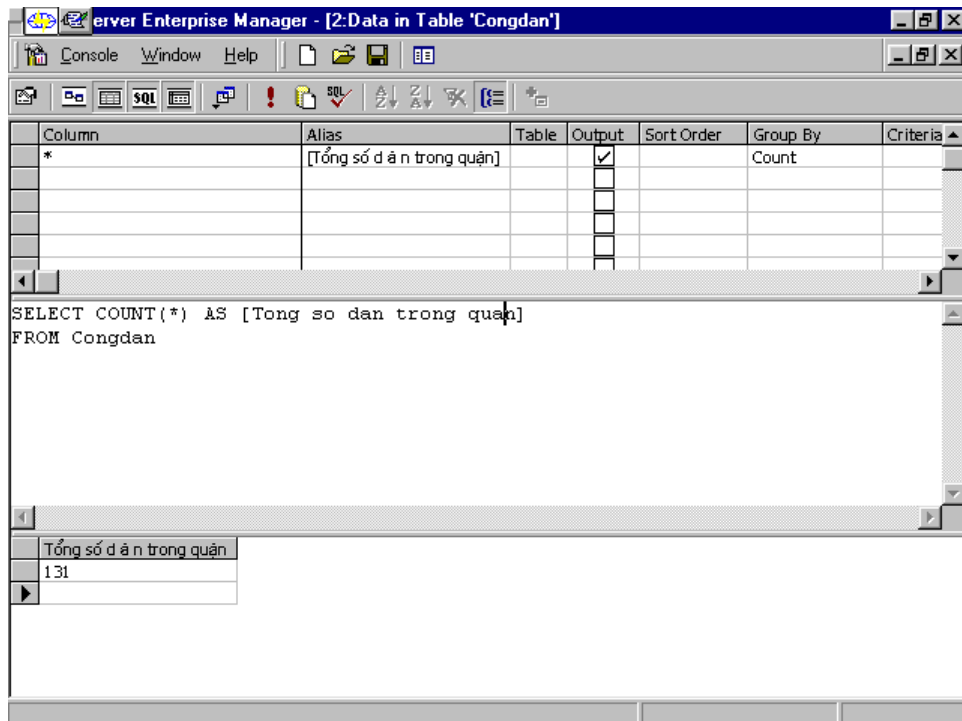 erver Enterprise Manager - [2:Data in Table 'Congdan']
Console Window Help
SQL SQL A Z Z A
Column Alias Table Output Sort Order Group By Criteria
* [Tổng số d â n trong quận] Count
SELECT COUNT(*) AS [Tong so dan trong quan]
FROM Congdan
Tổng số d â n trong quận
131